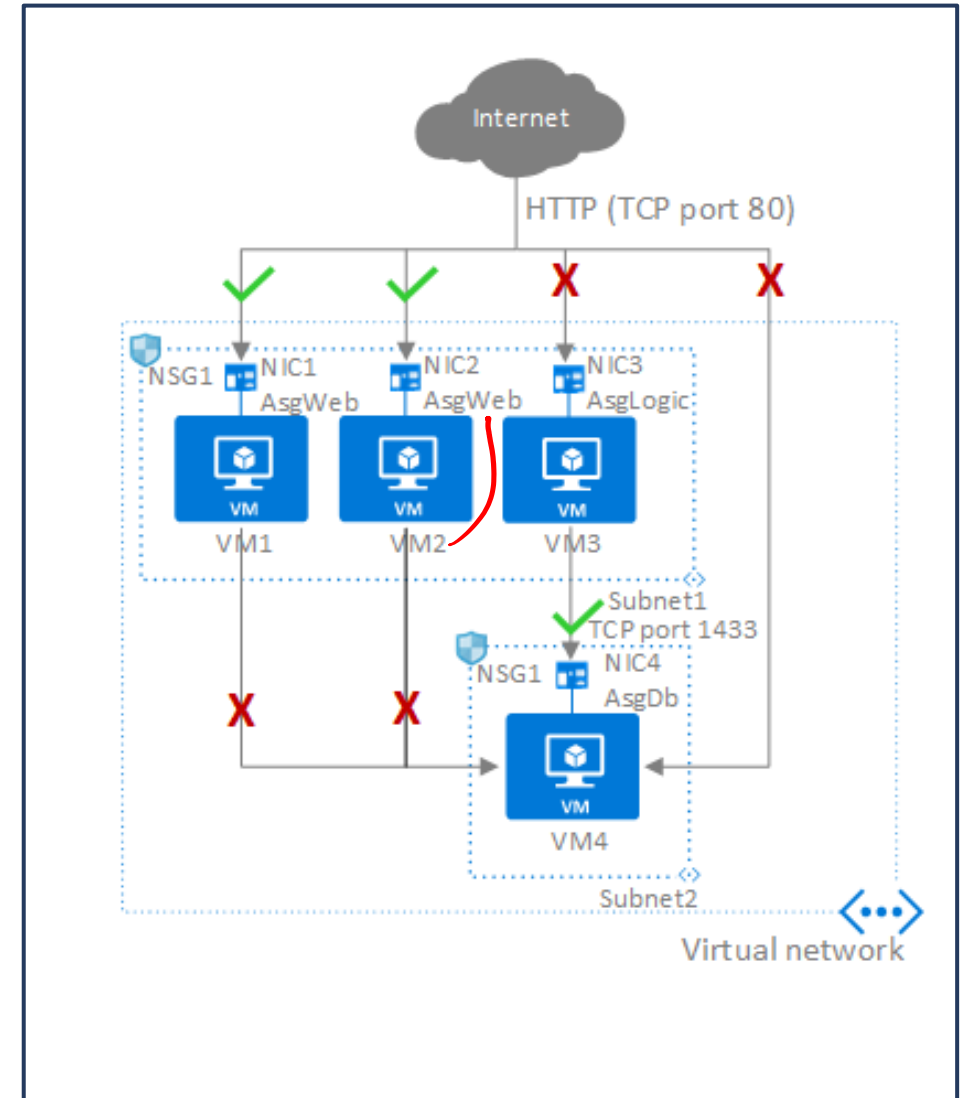 Internet
HTTP (TCP port 80)
X X
NSG1
NIC1
AsgWeb
NIC2
AsgWeb
NIC3
AsgLogic
VM
VM
VM
VM1
VM2
VM3
Subnet1
TCP port 1433
NSG1
NIC4
AsgDb
X X
VM
VM4
Subnet2
Virtual network